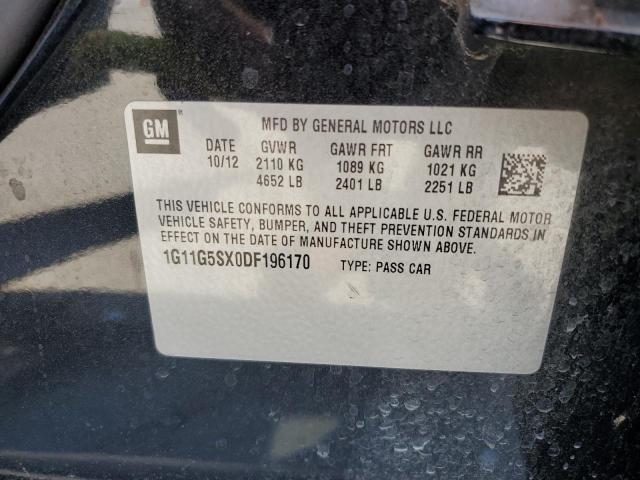 GM
MFD BY GENERAL MOTORS LLC
DATE GVWR GAWR FRT GAWR RR
10/12 2110 KG 1089 KG 1021 KG
4652 LB 2401 LB 2251 LB
THIS VEHICLE CONFORMS TO ALL APPLICABLE U.S. FEDERAL MOTOR
VEHICLE SAFETY, BUMPER, AND THEFT PREVENTION STANDARDS IN
EFFECT ON THE DATE OF MANUFACTURE SHOWN ABOVE.
1G11G5SX0DF196170 TYPE: PASS CAR